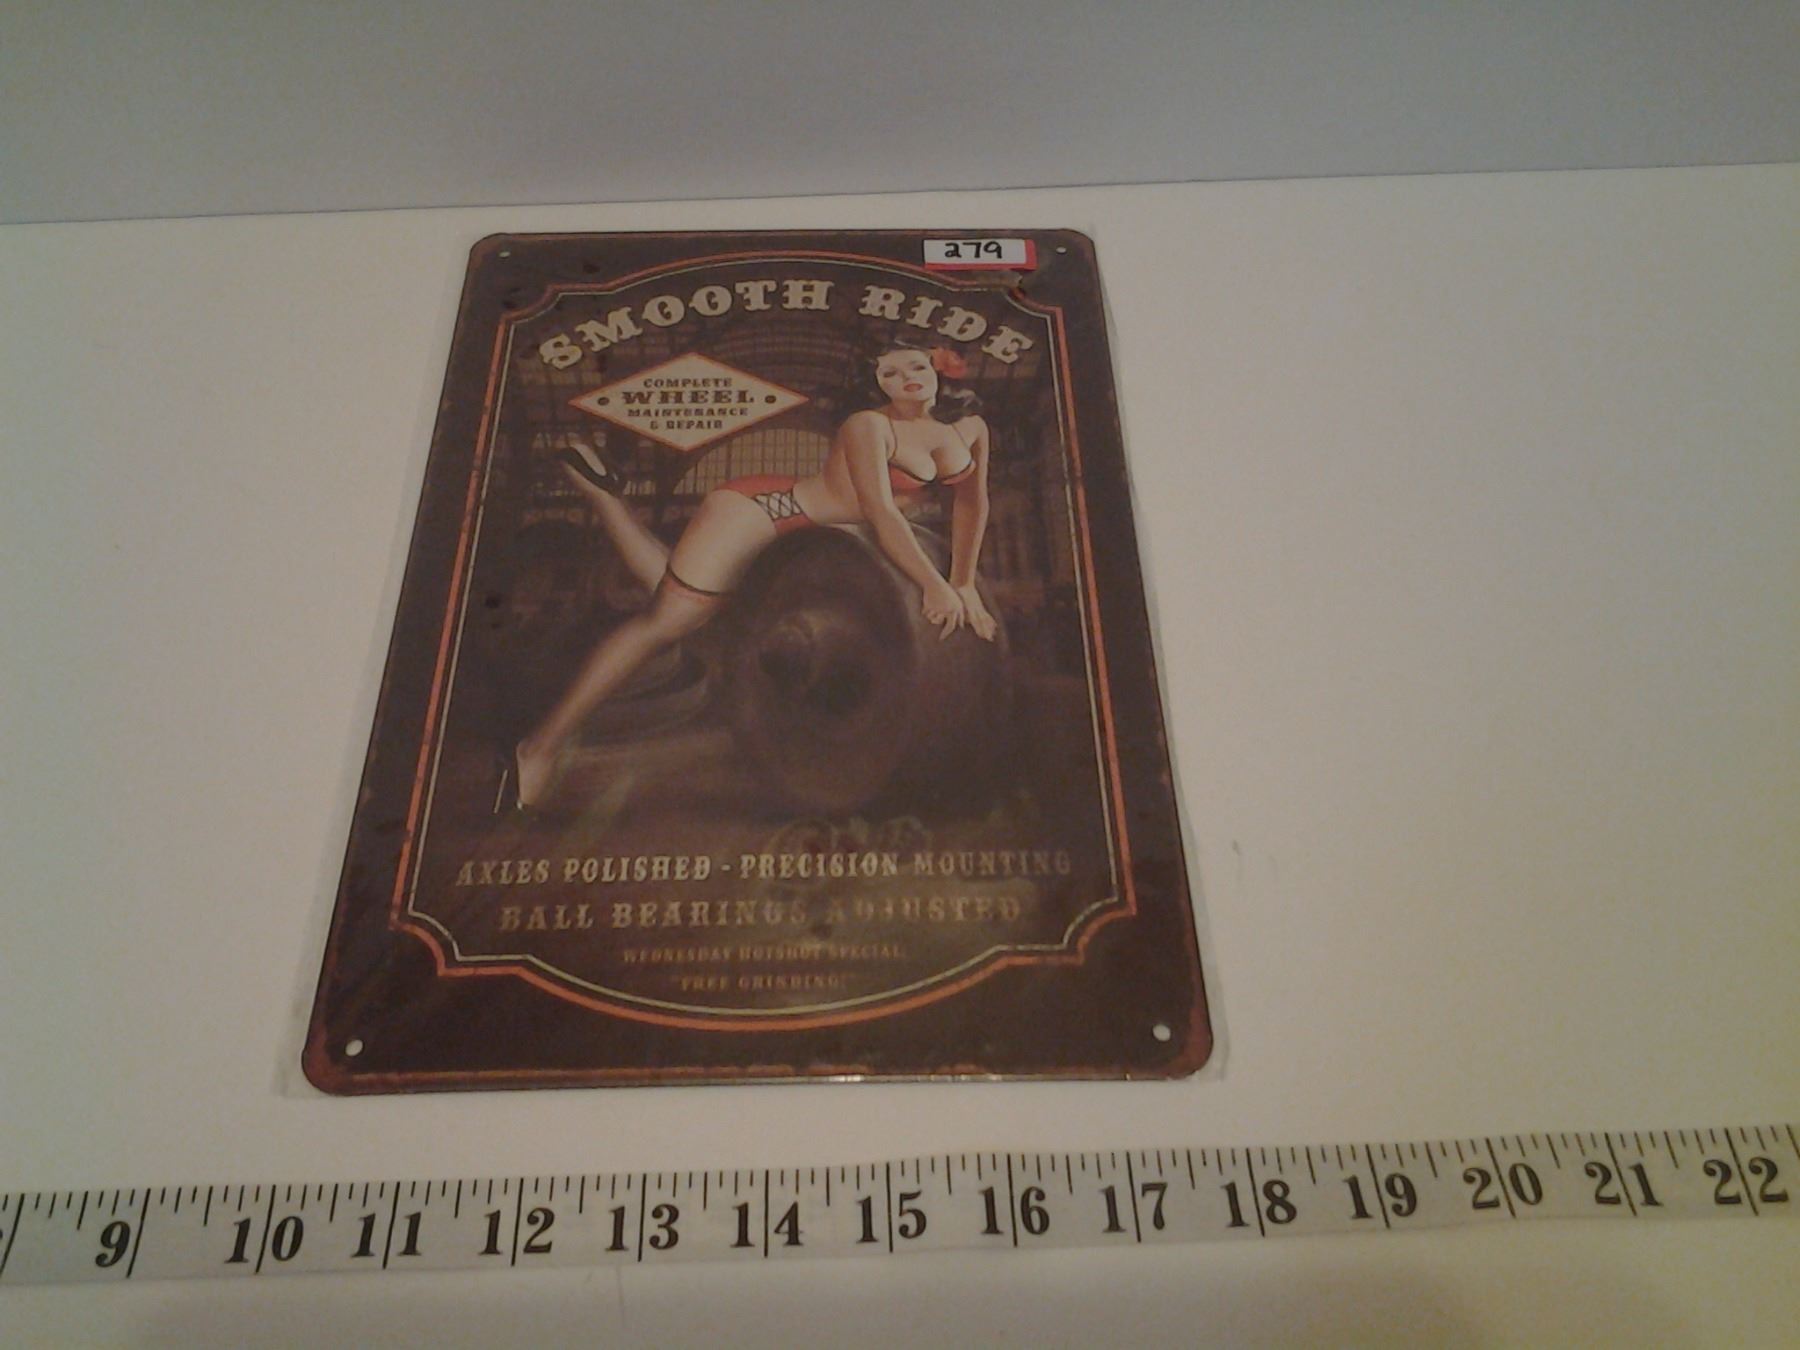 279
SMOOTH RIDE
COMPLETE
WHEEL
MAINTENANCE
& REPAIR
AXLES POLISHED - PRECISION MOUNTING
BALL BEARINGS ADJUSTED
WEDNESDAY HOTSHOT SPECIAL:
"FREE GRINDING!"
9 10 11 12 13 14 15 16 17 18 19 20 21 22